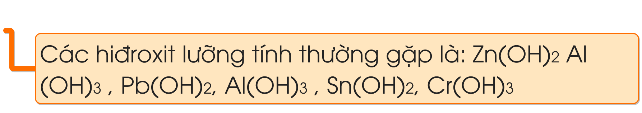 Các hiđroxit lưỡng tính thường gặp là: Zn(OH)2 Al
(OH)3 , Pb(OH)2, Al(OH)3 , Sn(OH)2, Cr(OH)3